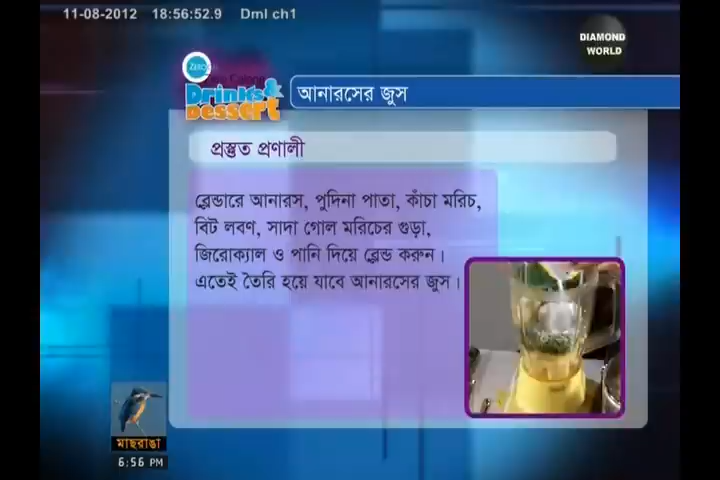 11-08-2012 18:56:52.9 Dml ch1
DIAMOND
WORLD
ZERO
Drinks &
Dessert
আনারসের জুস
প্রস্তুত প্রণালী
ব্লেন্ডারে আনারস, পুদিনা পাতা, কাঁচা মরিচ,
বিট লবণ, সাদা গোল মরিচের গুড়া,
জিরোক্যাল ও পানি দিয়ে ব্লেন্ড করুন।
এতেই তৈরি হয়ে যাবে আনারসের জুস।
মাছরাঙা
6:56 PM